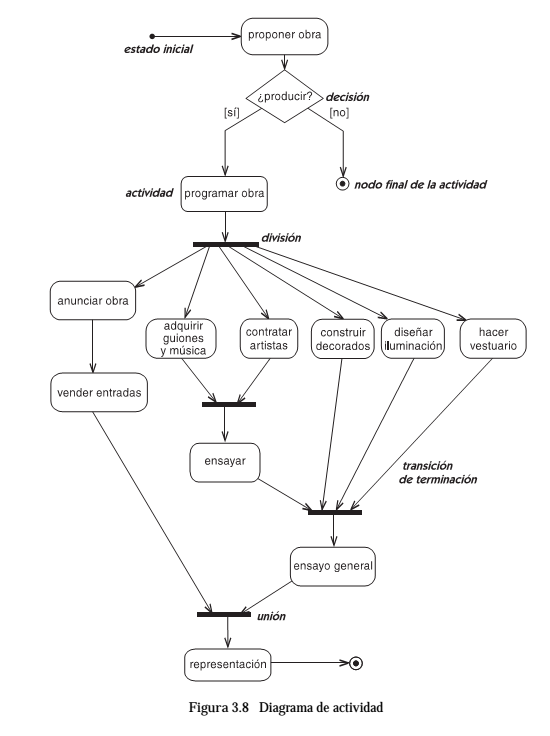 proponer obra
estado inicial
¿producir?
decisión
[sí]
[no]
actividad
programar obra
nodo final de la actividad
división
anunciar obra
adquirir
guiones
y música
contratar
artistas
construir
decorados
diseñar
iluminación
hacer
vestuario
vender entradas
ensayar
transición
de terminación
ensayo general
unión
representación
Figura 3.8 Diagrama de actividad